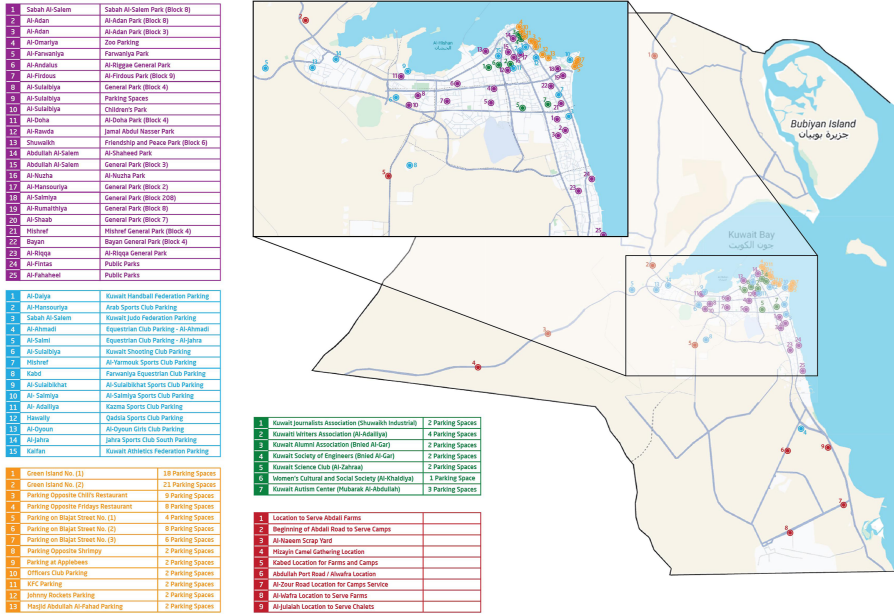 1 Sabah Al-Salem Sabah Al-Salem Park (Block 8)
2 Al-Adan Al-Adan Park (Block 8)
3 Al-Adan Al-Adan Park (Block 3)
4 Al-Omariya Zoo Parking
5 Al-Farwaniya Farwaniya Park
6 Al-Andalus Al-Riggae General Park
7 Al-Firdous Al-Firdous Park (Block 9)
8 Al-Sulaibiya General Park (Block 4)
9 Al-Sulaibiya Parking Spaces
10 Al-Sulaibiya Children's Park
11 Al-Doha Al-Doha Park (Block 4)
12 Al-Rawda Jamal Abdul Nasser Park
13 Shuwaikh Friendship and Peace Park (Block 6)
14 Abdullah Al-Salem Al-Shaheed Park
15 Abdullah Al-Salem General Park (Block 3)
16 Al-Nuzha Al-Nuzha Park
17 Al-Mansouriya General Park (Block 2)
18 Al-Salmiya General Park (Block 208)
19 Al-Rumaithiya General Park (Block 8)
20 Al-Shaab General Park (Block 7)
21 Mishref Mishref General Park (Block 4)
22 Bayan Bayan General Park (Block 4)
23 Al-Riqqa Al-Riqqa General Park
24 Al-Fintas Public Parks
25 Al-Fahaheel Public Parks
1 Al-Daiya Kuwait Handball Federation Parking
2 Al-Mansouriya Arab Sports Club Parking
3 Sabah Al-Salem Kuwait Judo Federation Parking
4 Al-Ahmadi Equestrian Club Parking - Al-Ahmadi
5 Al-Salmi Equestrian Club Parking - Al-Jahra
6 Al-Sulaibiya Kuwait Shooting Club Parking
7 Mishref Al-Yarmouk Sports Club Parking
8 Kabd Farwaniya Equestrian Club Parking
9 Al-Sulaibikhat Al-Sulaibikhat Sports Club Parking
10 Al- Salmiya Al-Salmiya Sports Club Parking
11 Al- Adailiya Kazma Sports Club Parking
12 Hawally Qadsia Sports Club Parking
13 Al-Oyoun Al-Oyoun Girls Club Parking
14 Al-Jahra Jahra Sports Club South Parking
15 Kaifan Kuwait Athletics Federation Parking
1 Green Island No. (1) 18 Parking Spaces
2 Green Island No. (2) 21 Parking Spaces
3 Parking Opposite Chili's Restaurant 9 Parking Spaces
4 Parking Opposite Fridays Restaurant 8 Parking Spaces
5 Parking on Blajat Street No. (1) 4 Parking Spaces
6 Parking on Blajat Street No. (2) 8 Parking Spaces
7 Parking on Blajat Street No. (3) 6 Parking Spaces
8 Parking Opposite Shrimpy 2 Parking Spaces
9 Parking at Applebees 2 Parking Spaces
10 Officers Club Parking 2 Parking Spaces
11 KFC Parking 2 Parking Spaces
12 Johnny Rockets Parking 2 Parking Spaces
13 Masjid Abdullah Al-Fahad Parking 2 Parking Spaces
1 Kuwait Journalists Association (Shuwaikh Industrial) 2 Parking Spaces
2 Kuwaiti Writers Association (Al-Adailiya) 4 Parking Spaces
3 Kuwait Alumni Association (Bnied Al-Gar) 2 Parking Spaces
4 Kuwait Society of Engineers (Bnied Al-Gar) 2 Parking Spaces
5 Kuwait Science Club (Al-Zahraa) 2 Parking Spaces
6 Women's Cultural and Social Society (Al-Khaldiya) 1 Parking Space
7 Kuwait Autism Center (Mubarak Al-Abdullah) 3 Parking Spaces
1 Location to Serve Abdali Farms
2 Beginning of Abdali Road to Serve Camps
3 Al-Naeem Scrap Yard
4 Mizayin Camel Gathering Location
5 Kabed Location for Farms and Camps
6 Abdullah Port Road / Alwafra Location
7 Al-Zour Road Location for Camps Service
8 Al-Wafra Location to Serve Farms
9 Al-Julaiah Location to Serve Chalets
Bubiyan Island
جزيرة بوبيان
Kuwait Bay
جون الكويت